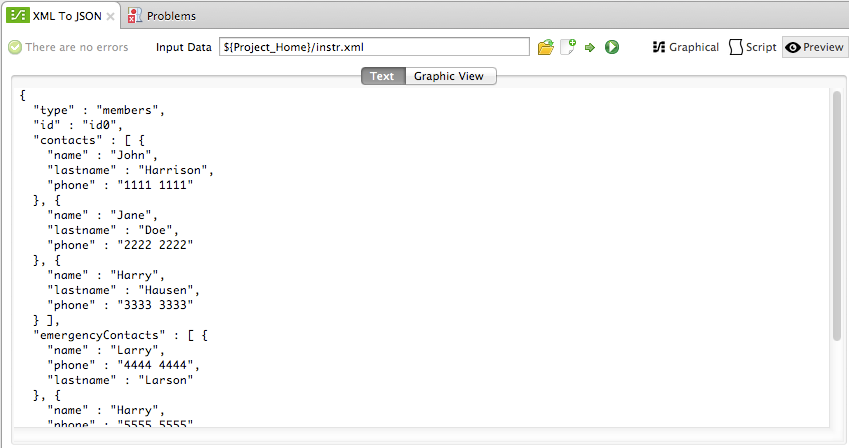 XML To JSON Problems
There are no errors Input Data ${Project_Home}/instr.xml Graphical Script Preview
Text Graphic View
{
  "type" : "members",
  "id" : "id0",
  "contacts" : [ {
    "name" : "John",
    "lastname" : "Harrison",
    "phone" : "1111 1111"
  }, {
    "name" : "Jane",
    "lastname" : "Doe",
    "phone" : "2222 2222"
  }, {
    "name" : "Harry",
    "lastname" : "Hausen",
    "phone" : "3333 3333"
  } ],
  "emergencyContacts" : [ {
    "name" : "Larry",
    "phone" : "4444 4444",
    "lastname" : "Larson"
  }, {
    "name" : "Harry",
    "phone" : "5555 5555"